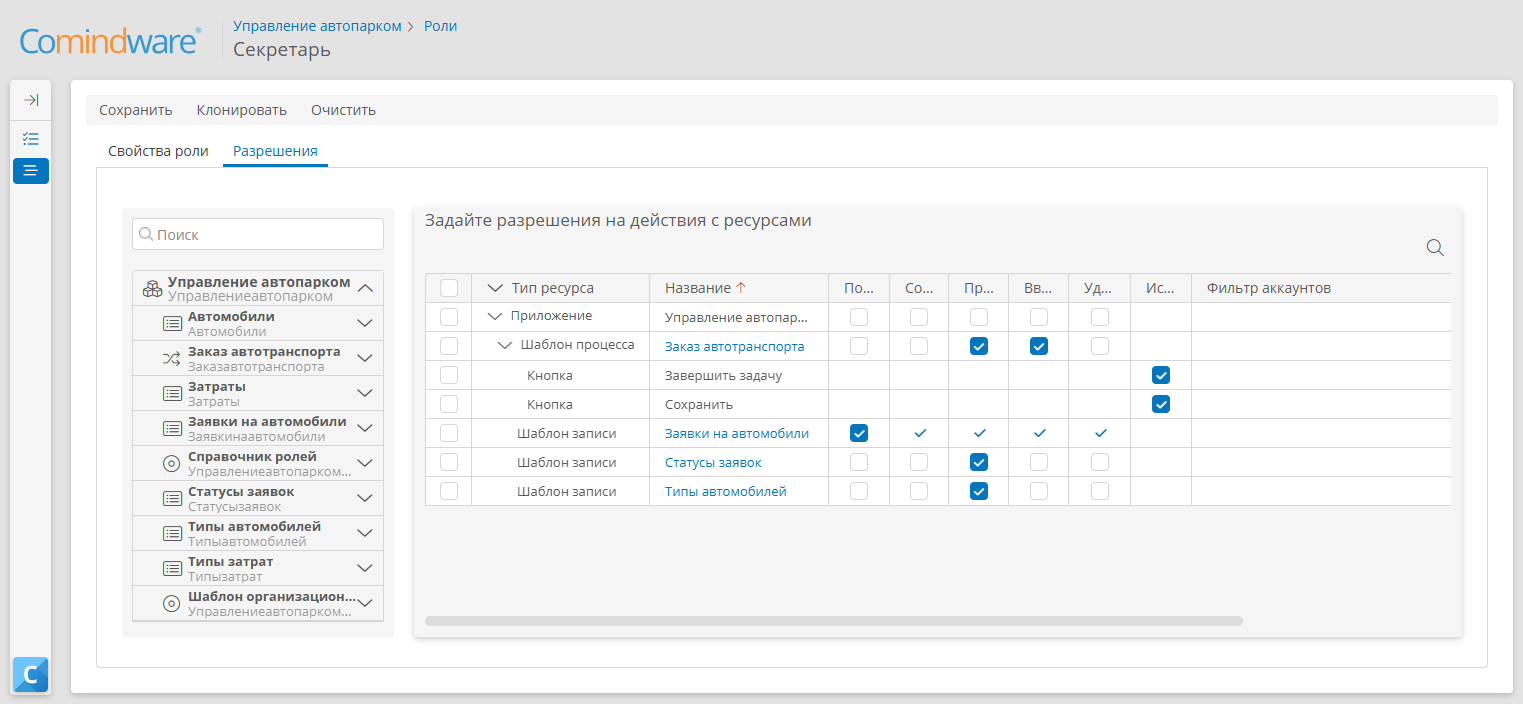 Comindware®
Управление автопарком > Роли
Секретарь
Сохранить Клонировать Очистить
Свойства роли Разрешения
Поиск
Управление автопарком
Управлениеавтопарком
Автомобили
Автомобили
Заказ автотранспорта
Заказавтотранспорта
Затраты
Затраты
Заявки на автомобили
Заявкинаавтомобили
Справочник ролей
Управлениеавтопарком...
Статусы заявок
Статусызаявок
Типы автомобилей
Типыавтомобилей
Типы затрат
Типызатрат
Шаблон организацион...
Управлениеавтопарком...
Задайте разрешения на действия с ресурсами
Тип ресурса Название По... Со... Пр... Вв... Уд... Ис... Фильтр аккаунтов
Приложение Управление автопар...
Шаблон процесса Заказ автотранспорта
Кнопка Завершить задачу
Кнопка Сохранить
Шаблон записи Заявки на автомобили
Шаблон записи Статусы заявок
Шаблон записи Типы автомобилей
C